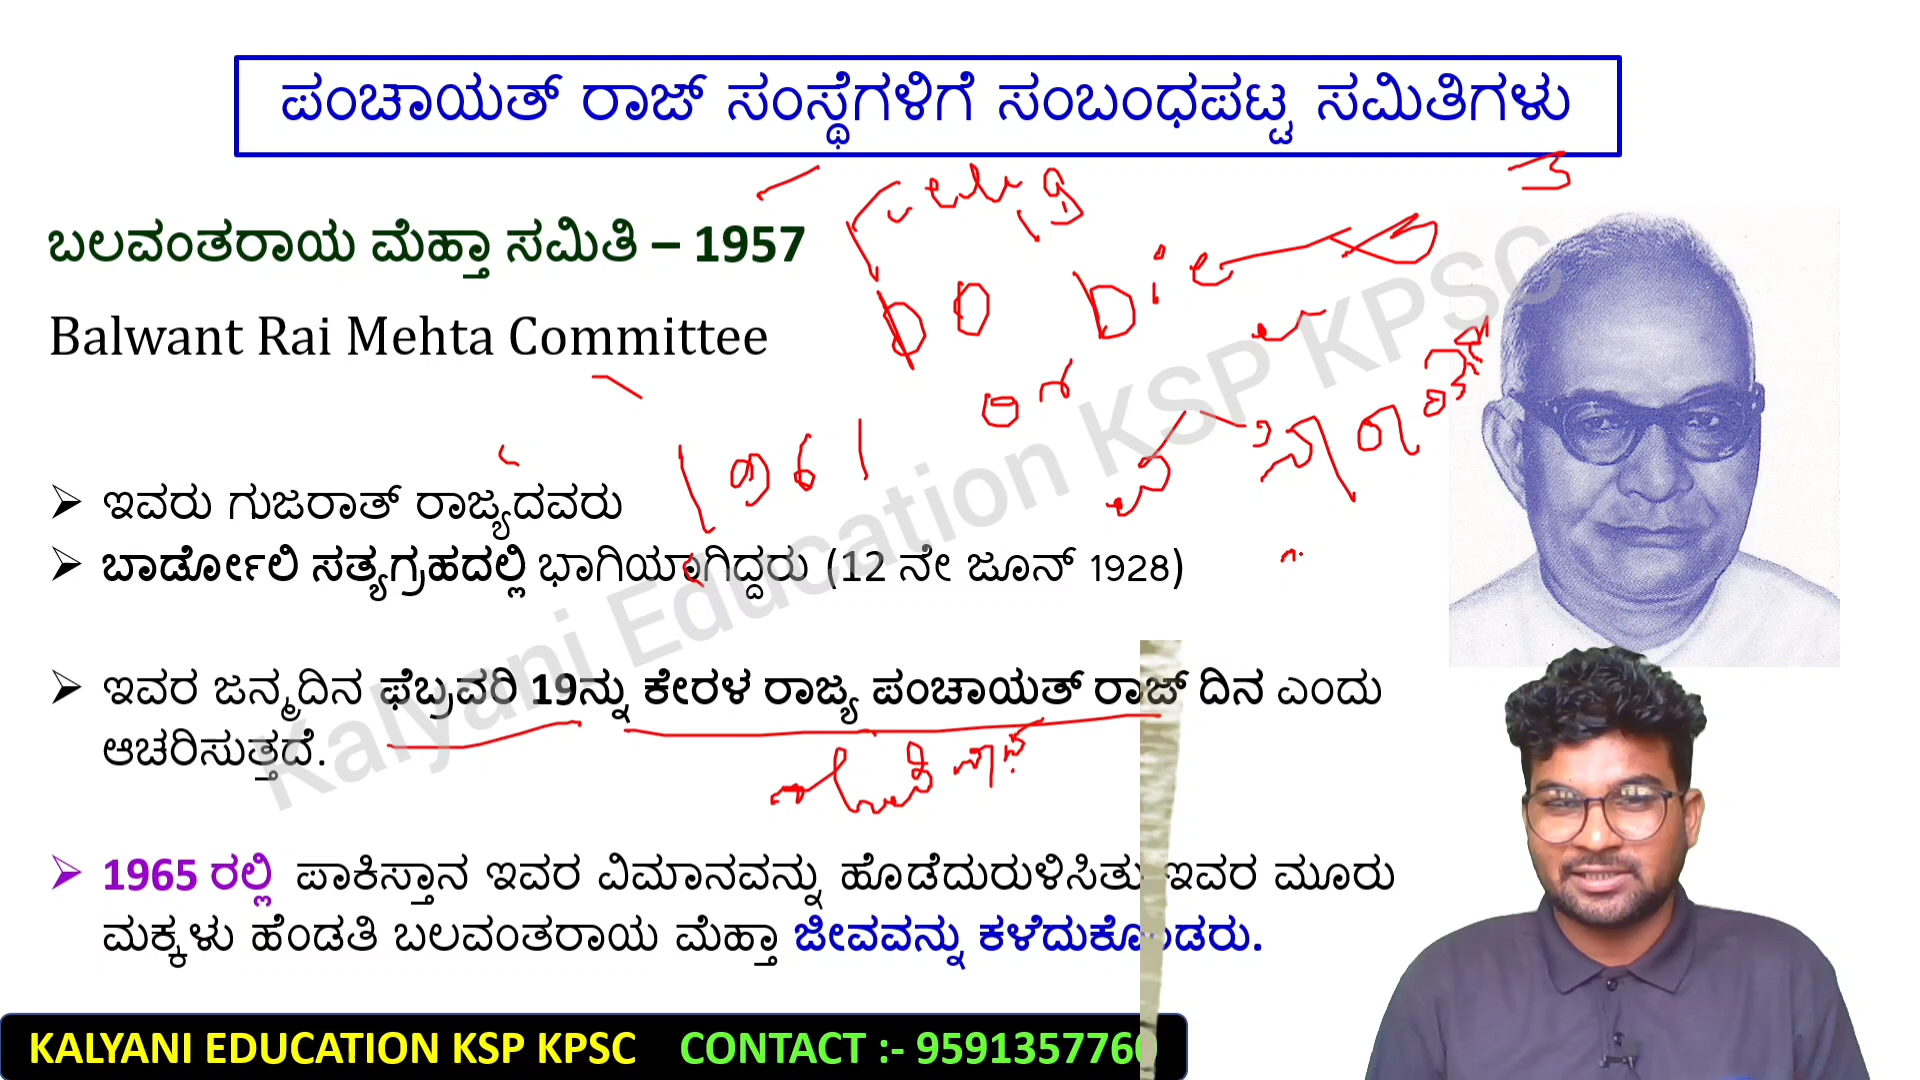 ಪಂಚಾಯತ್ ರಾಜ್ ಸಂಸ್ಥೆಗಳಿಗೆ ಸಂಬಂಧಪಟ್ಟ ಸಮಿತಿಗಳು
ಬಲವಂತರಾಯ ಮೆಹ್ತಾ ಸಮಿತಿ – 1957
Balwant Rai Mehta Committee
1961
➢ ಇವರು ಗುಜರಾತ್ ರಾಜ್ಯದವರು
➢ ಬಾರ್ಡೋಲಿ ಸತ್ಯಗ್ರಹದಲ್ಲಿ ಭಾಗಿಯಾಗಿದ್ದರು (12 ನೇ ಜೂನ್ 1928)
➢ ಇವರ ಜನ್ಮದಿನ ಫೆಬ್ರವರಿ 19ನ್ನು ಕೇರಳ ರಾಜ್ಯ ಪಂಚಾಯತ್ ರಾಜ್ ದಿನ ಎಂದು
ಆಚರಿಸುತ್ತದೆ.
➢ 1965 ರಲ್ಲಿ ಪಾಕಿಸ್ತಾನ ಇವರ ವಿಮಾನವನ್ನು ಹೊಡೆದುರುಳಿಸಿತು ಇವರ ಮೂರು
ಮಕ್ಕಳು ಹೆಂಡತಿ ಬಲವಂತರಾಯ ಮೆಹ್ತಾ ಜೀವವನ್ನು ಕಳೆದುಕೊಂಡರು.
Kalyani Education KSP KPSC
KALYANI EDUCATION KSP KPSC CONTACT :- 9591357760